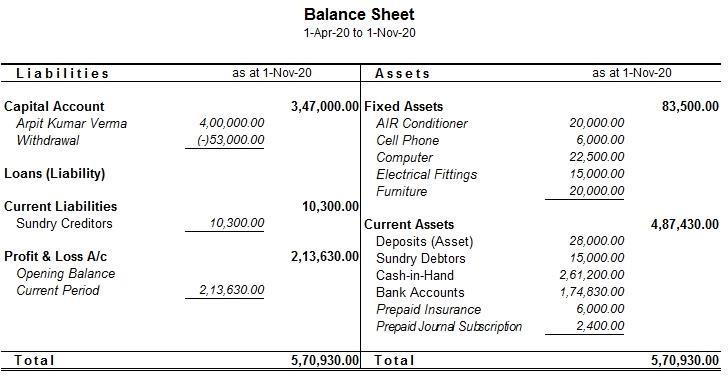 Balance Sheet
1-Apr-20 to 1-Nov-20
Liabilities as at 1-Nov-20 Assets as at 1-Nov-20
Capital Account 3,47,000.00 Fixed Assets 83,500.00
Arpit Kumar Verma 4,00,000.00 AIR Conditioner 20,000.00
Withdrawal (-)53,000.00 Cell Phone 6,000.00
Computer 22,500.00
Loans (Liability) Electrical Fittings 15,000.00
Furniture 20,000.00
Current Liabilities 10,300.00
Sundry Creditors 10,300.00 Current Assets 4,87,430.00
Deposits (Asset) 28,000.00
Profit & Loss A/c 2,13,630.00 Sundry Debtors 15,000.00
Opening Balance Cash-in-Hand 2,61,200.00
Current Period 2,13,630.00 Bank Accounts 1,74,830.00
Prepaid Insurance 6,000.00
Prepaid Journal Subscription 2,400.00
Total 5,70,930.00 Total 5,70,930.00